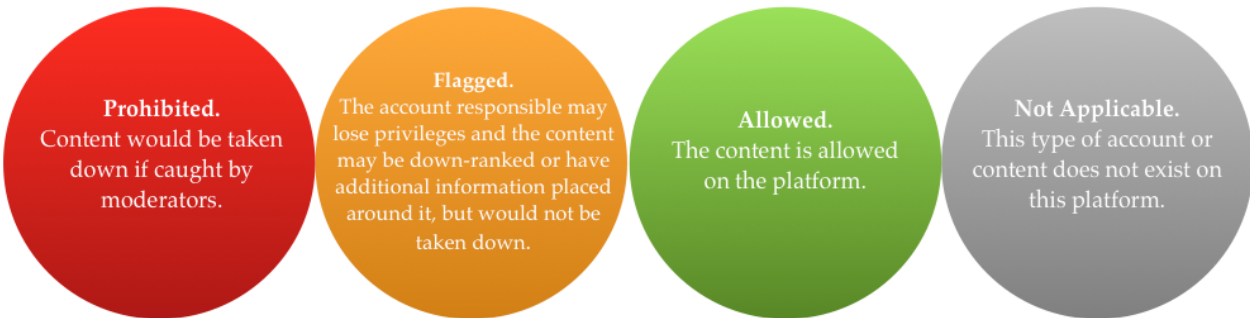 Prohibited.
Content would be taken
down if caught by
moderators.
Flagged.
The account responsible may
lose privileges and the content
may be down-ranked or have
additional information placed
around it, but would not be
taken down.
Allowed.
The content is allowed
on the platform.
Not Applicable.
This type of account or
content does not exist on
this platform.